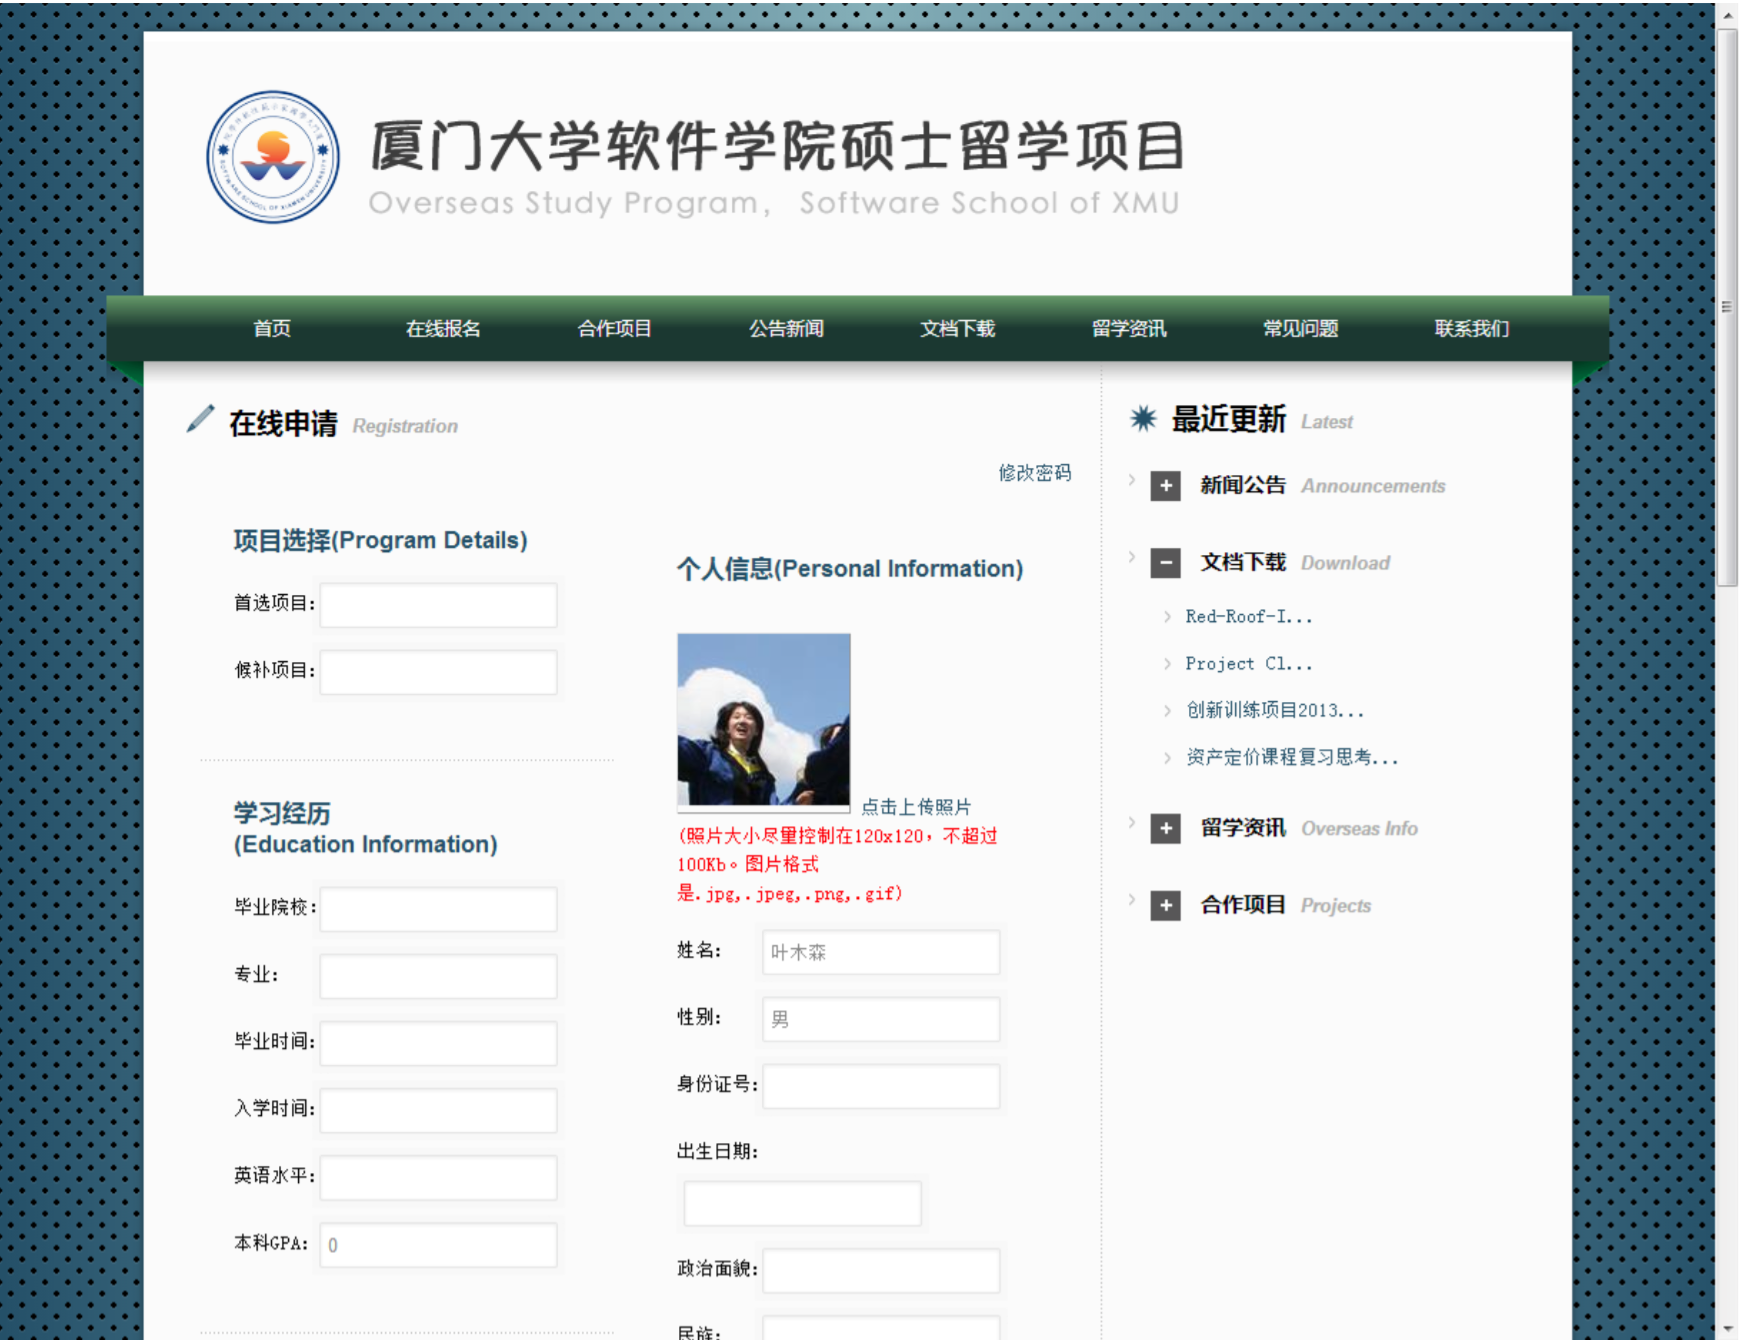 厦门大学软件学院硕士留学项目
Overseas Study Program, Software School of XMU
首页 在线报名 合作项目 公告新闻 文档下载 留学资讯 常见问题 联系我们
在线申请 Registration
修改密码
项目选择(Program Details)
首选项目:
候补项目:
学习经历
(Education Information)
毕业院校:
专业:
毕业时间:
入学时间:
英语水平:
本科GPA: 0
个人信息(Personal Information)
点击上传照片
(照片大小尽量控制在120x120，不超过
100Kb。图片格式
是.jpg,.jpeg,.png,.gif)
姓名: 叶木森
性别: 男
身份证号:
出生日期:
政治面貌:
民族:
最近更新 Latest
新闻公告 Announcements
文档下载 Download
Red-Roof-I...
Project Cl...
创新训练项目2013...
资产定价课程复习思考...
留学资讯 Overseas Info
合作项目 Projects